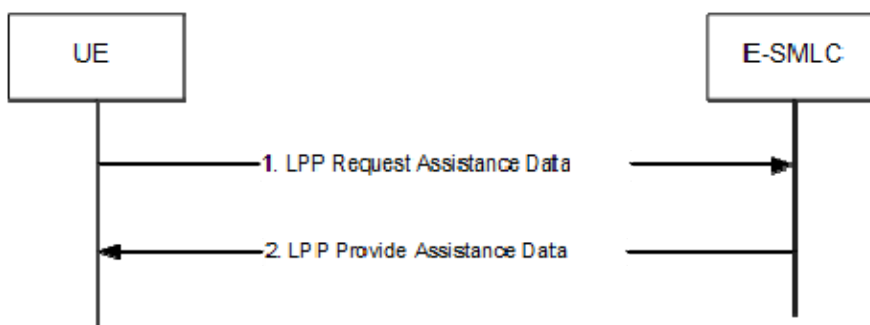 UE
E-SMLC
1. LPP Request Assistance Data
2. LPP Provide Assistance Data